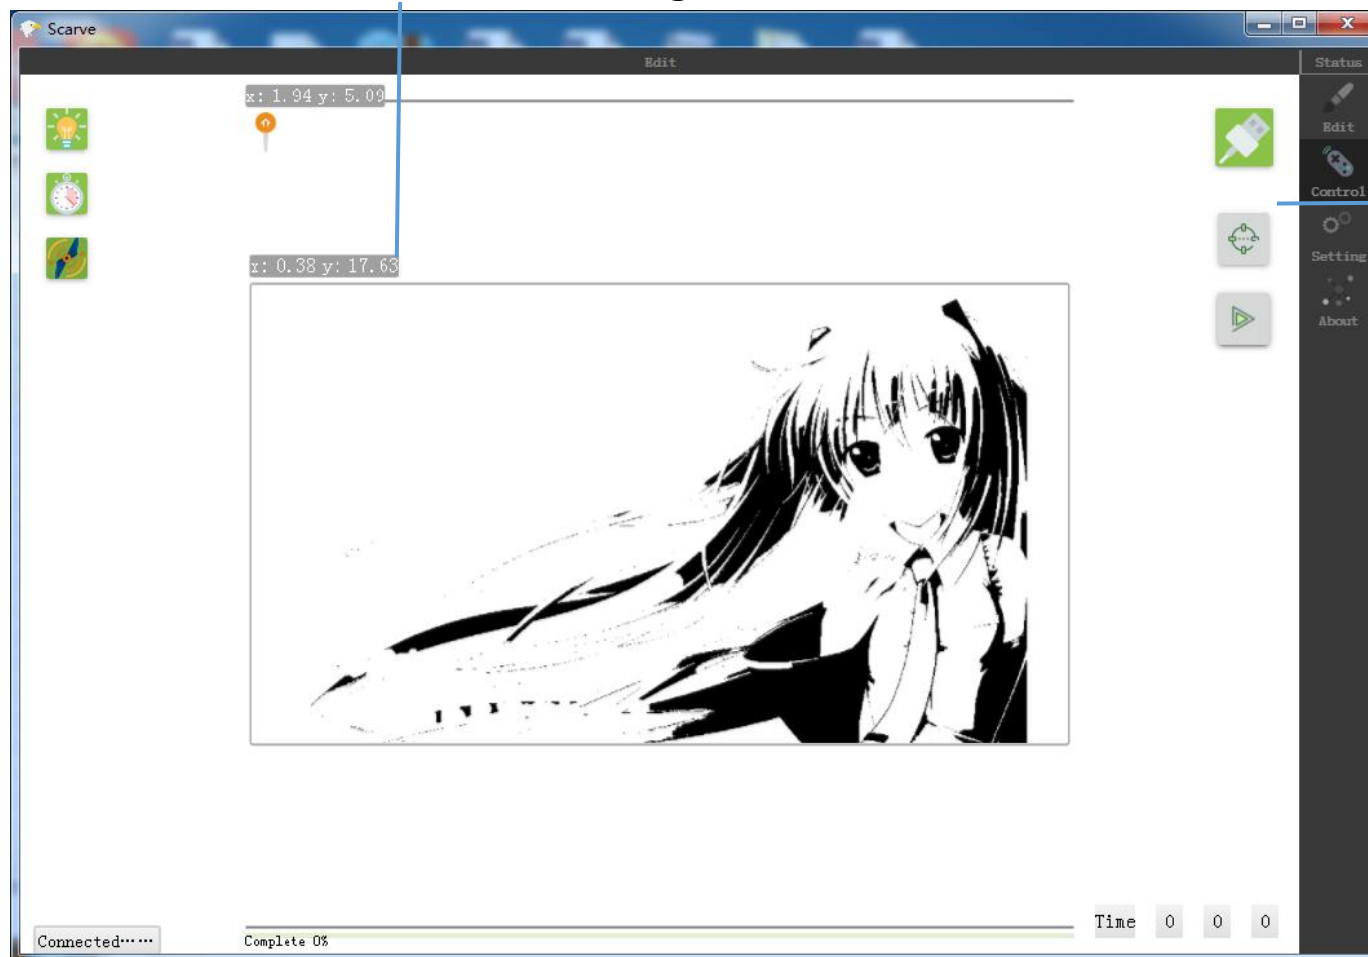 Scarve
Edit
Status
x: 1.94 y: 5.09
Edit
Control
x: 0.38 y: 17.63
Setting
About
Time 0 0 0
Connected……
Complete 0%